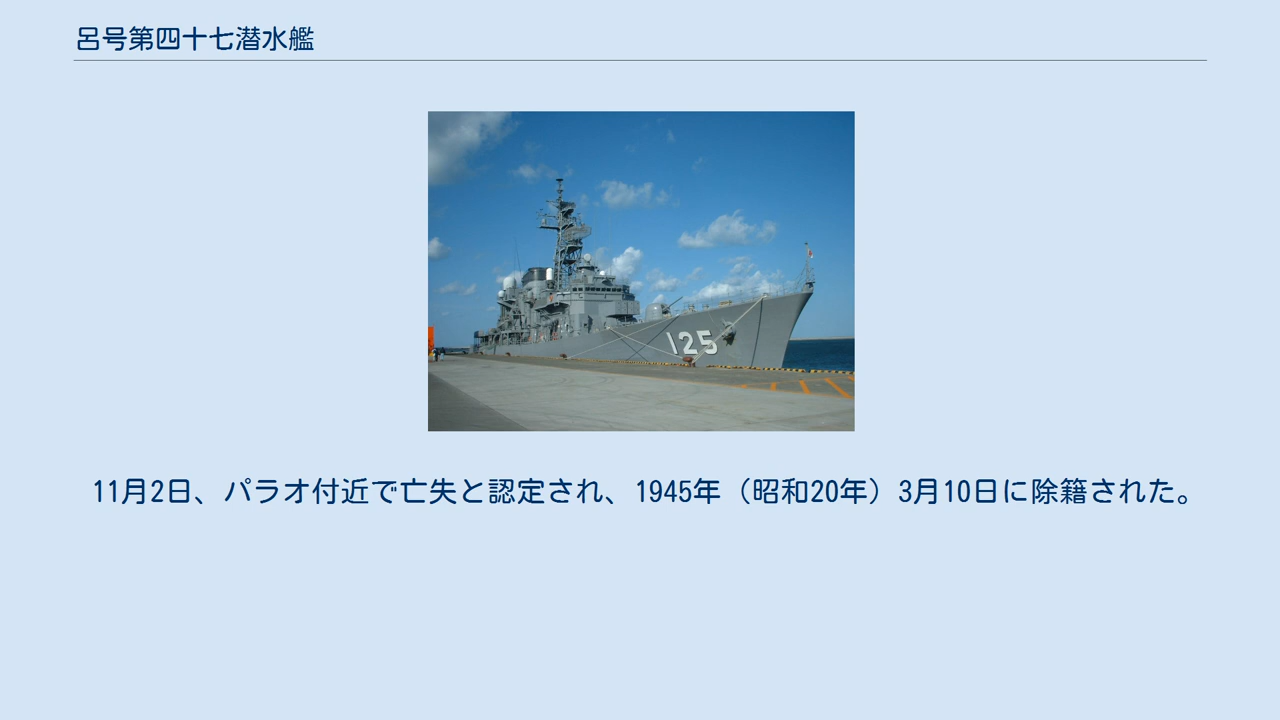 呂号第四十七潜水艦
125
11月2日、パラオ付近で亡失と認定され、1945年（昭和20年）3月10日に除籍された。